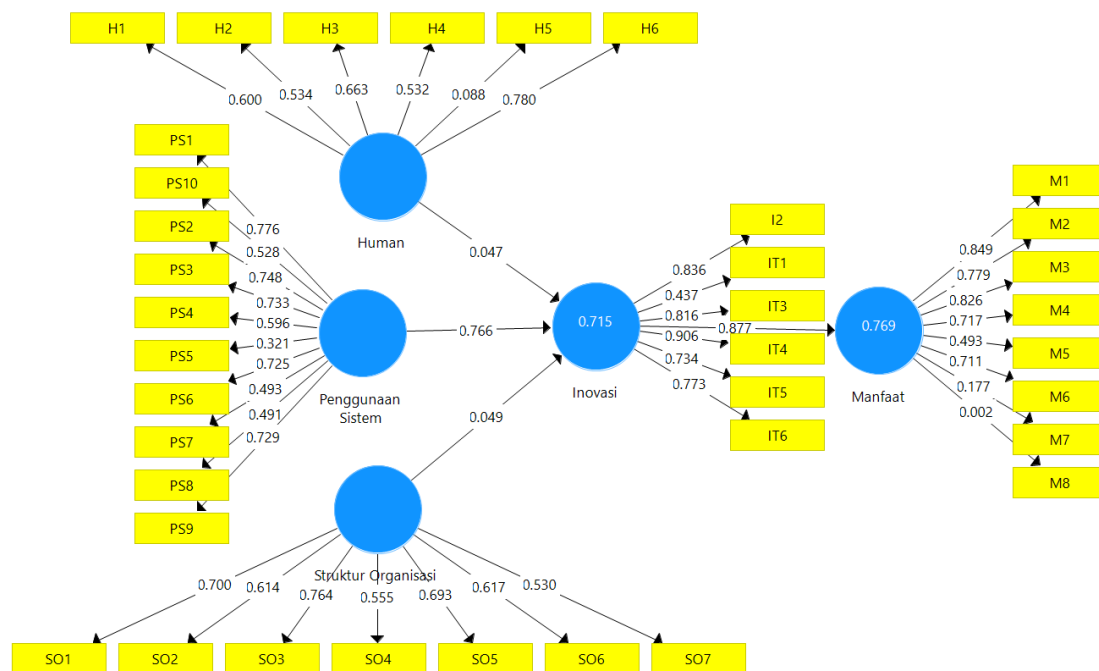 H1 H2 H3 H4 H5 H6
0.600 0.534 0.663 0.532 0.088 0.780
Human
PS1
PS10
PS2
PS3
PS4
PS5
PS6
PS7
PS8
PS9
0.776
0.528
0.748
0.733
0.596
0.321
0.725
0.493
0.491
0.729
Penggunaan
Sistem
0.047
0.766
0.049
0.715
Inovasi
0.836
0.437
0.816
0.877
0.906
0.734
0.773
I2
IT1
IT3
IT4
IT5
IT6
0.769
Manfaat
0.849
0.779
0.826
0.717
0.493
0.711
0.177
0.002
M1
M2
M3
M4
M5
M6
M7
M8
Struktur Organisasi
0.700 0.614 0.764 0.555 0.693 0.617 0.530
SO1 SO2 SO3 SO4 SO5 SO6 SO7